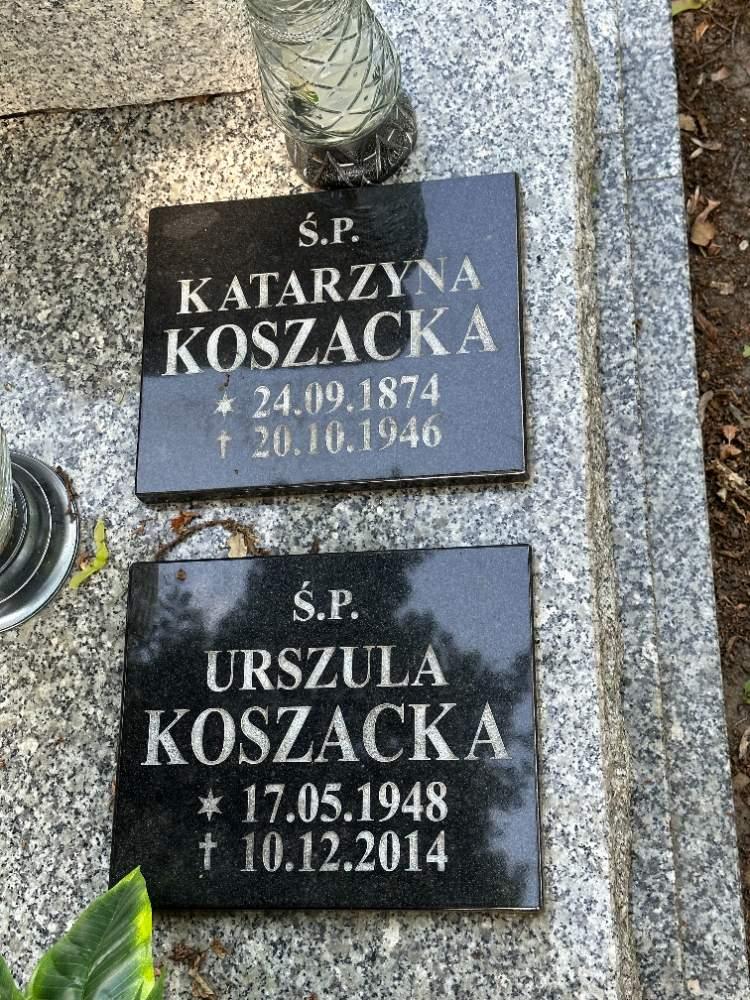 Ś.P.
KATARZYNA
KOSZACKA
* 24.09.1874
† 20.10.1946
Ś.P.
URSZULA
KOSZACKA
* 17.05.1948
† 10.12.2014